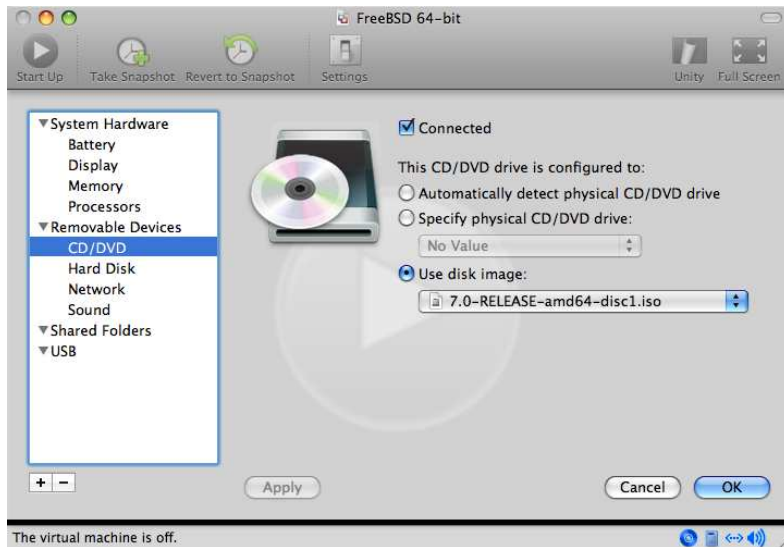 FreeBSD 64-bit
Start Up
Take Snapshot
Revert to Snapshot
Settings
Unity
Full Screen
System Hardware
Battery
Display
Memory
Processors
Removable Devices
CD/DVD
Hard Disk
Network
Sound
Shared Folders
USB
Connected
This CD/DVD drive is configured to:
Automatically detect physical CD/DVD drive
Specify physical CD/DVD drive:
No Value
Use disk image:
7.0-RELEASE-amd64-disc1.iso
+ −
Apply
Cancel
OK
The virtual machine is off.